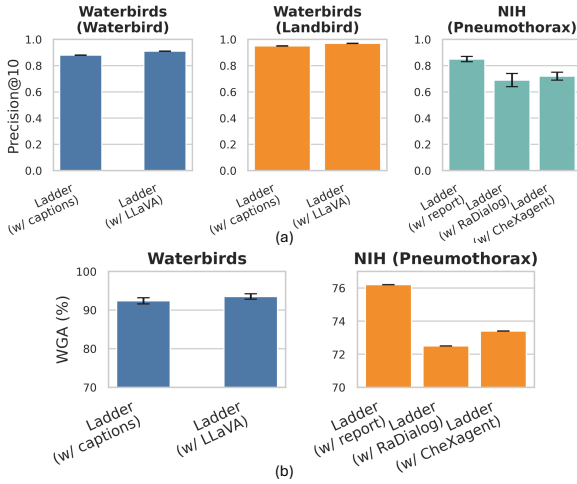 Waterbirds
(Waterbird)
Waterbirds
(Landbird)
NIH
(Pneumothorax)
Precision@10
1.0
0.8
0.6
0.4
0.2
0.0
1.0
0.8
0.6
0.4
0.2
0.0
1.0
0.8
0.6
0.4
0.2
0.0
Ladder
(w/ captions)
Ladder
(w/ LLaVA)
Ladder
(w/ captions)
Ladder
(w/ LLaVA)
Ladder
(w/ report)
Ladder
(w/ RaDialog)
Ladder
(w/ CheXagent)
(a)
Waterbirds
NIH (Pneumothorax)
WGA (%)
100
90
80
70
76
74
72
70
Ladder
(w/ captions)
Ladder
(w/ LLaVA)
Ladder
(w/ report)
Ladder
(w/ RaDialog)
Ladder
(w/ CheXagent)
(b)